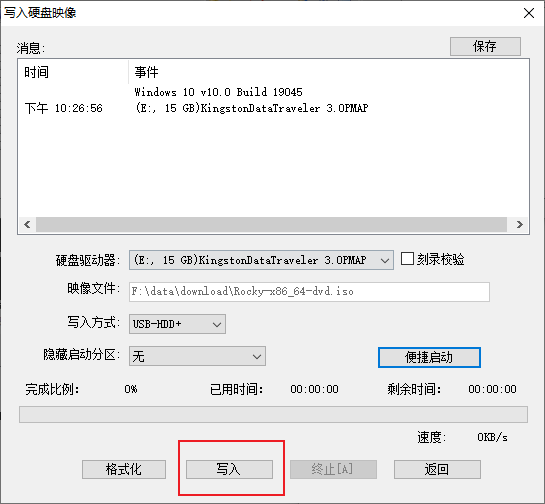 写入硬盘映像
消息:
保存
时间 事件
Windows 10 v10.0 Build 19045
下午 10:26:56 (E:, 15 GB)KingstonDataTraveler 3.0PMAP
硬盘驱动器: (E:, 15 GB)KingstonDataTraveler 3.0PMAP 刻录校验
映像文件: F:\data\download\Rocky-x86_64-dvd.iso
写入方式: USB-HDD+
隐藏启动分区: 无 便捷启动
完成比例: 0% 已用时间: 00:00:00 剩余时间: 00:00:00
速度: 0KB/s
格式化 写入 终止[A] 返回